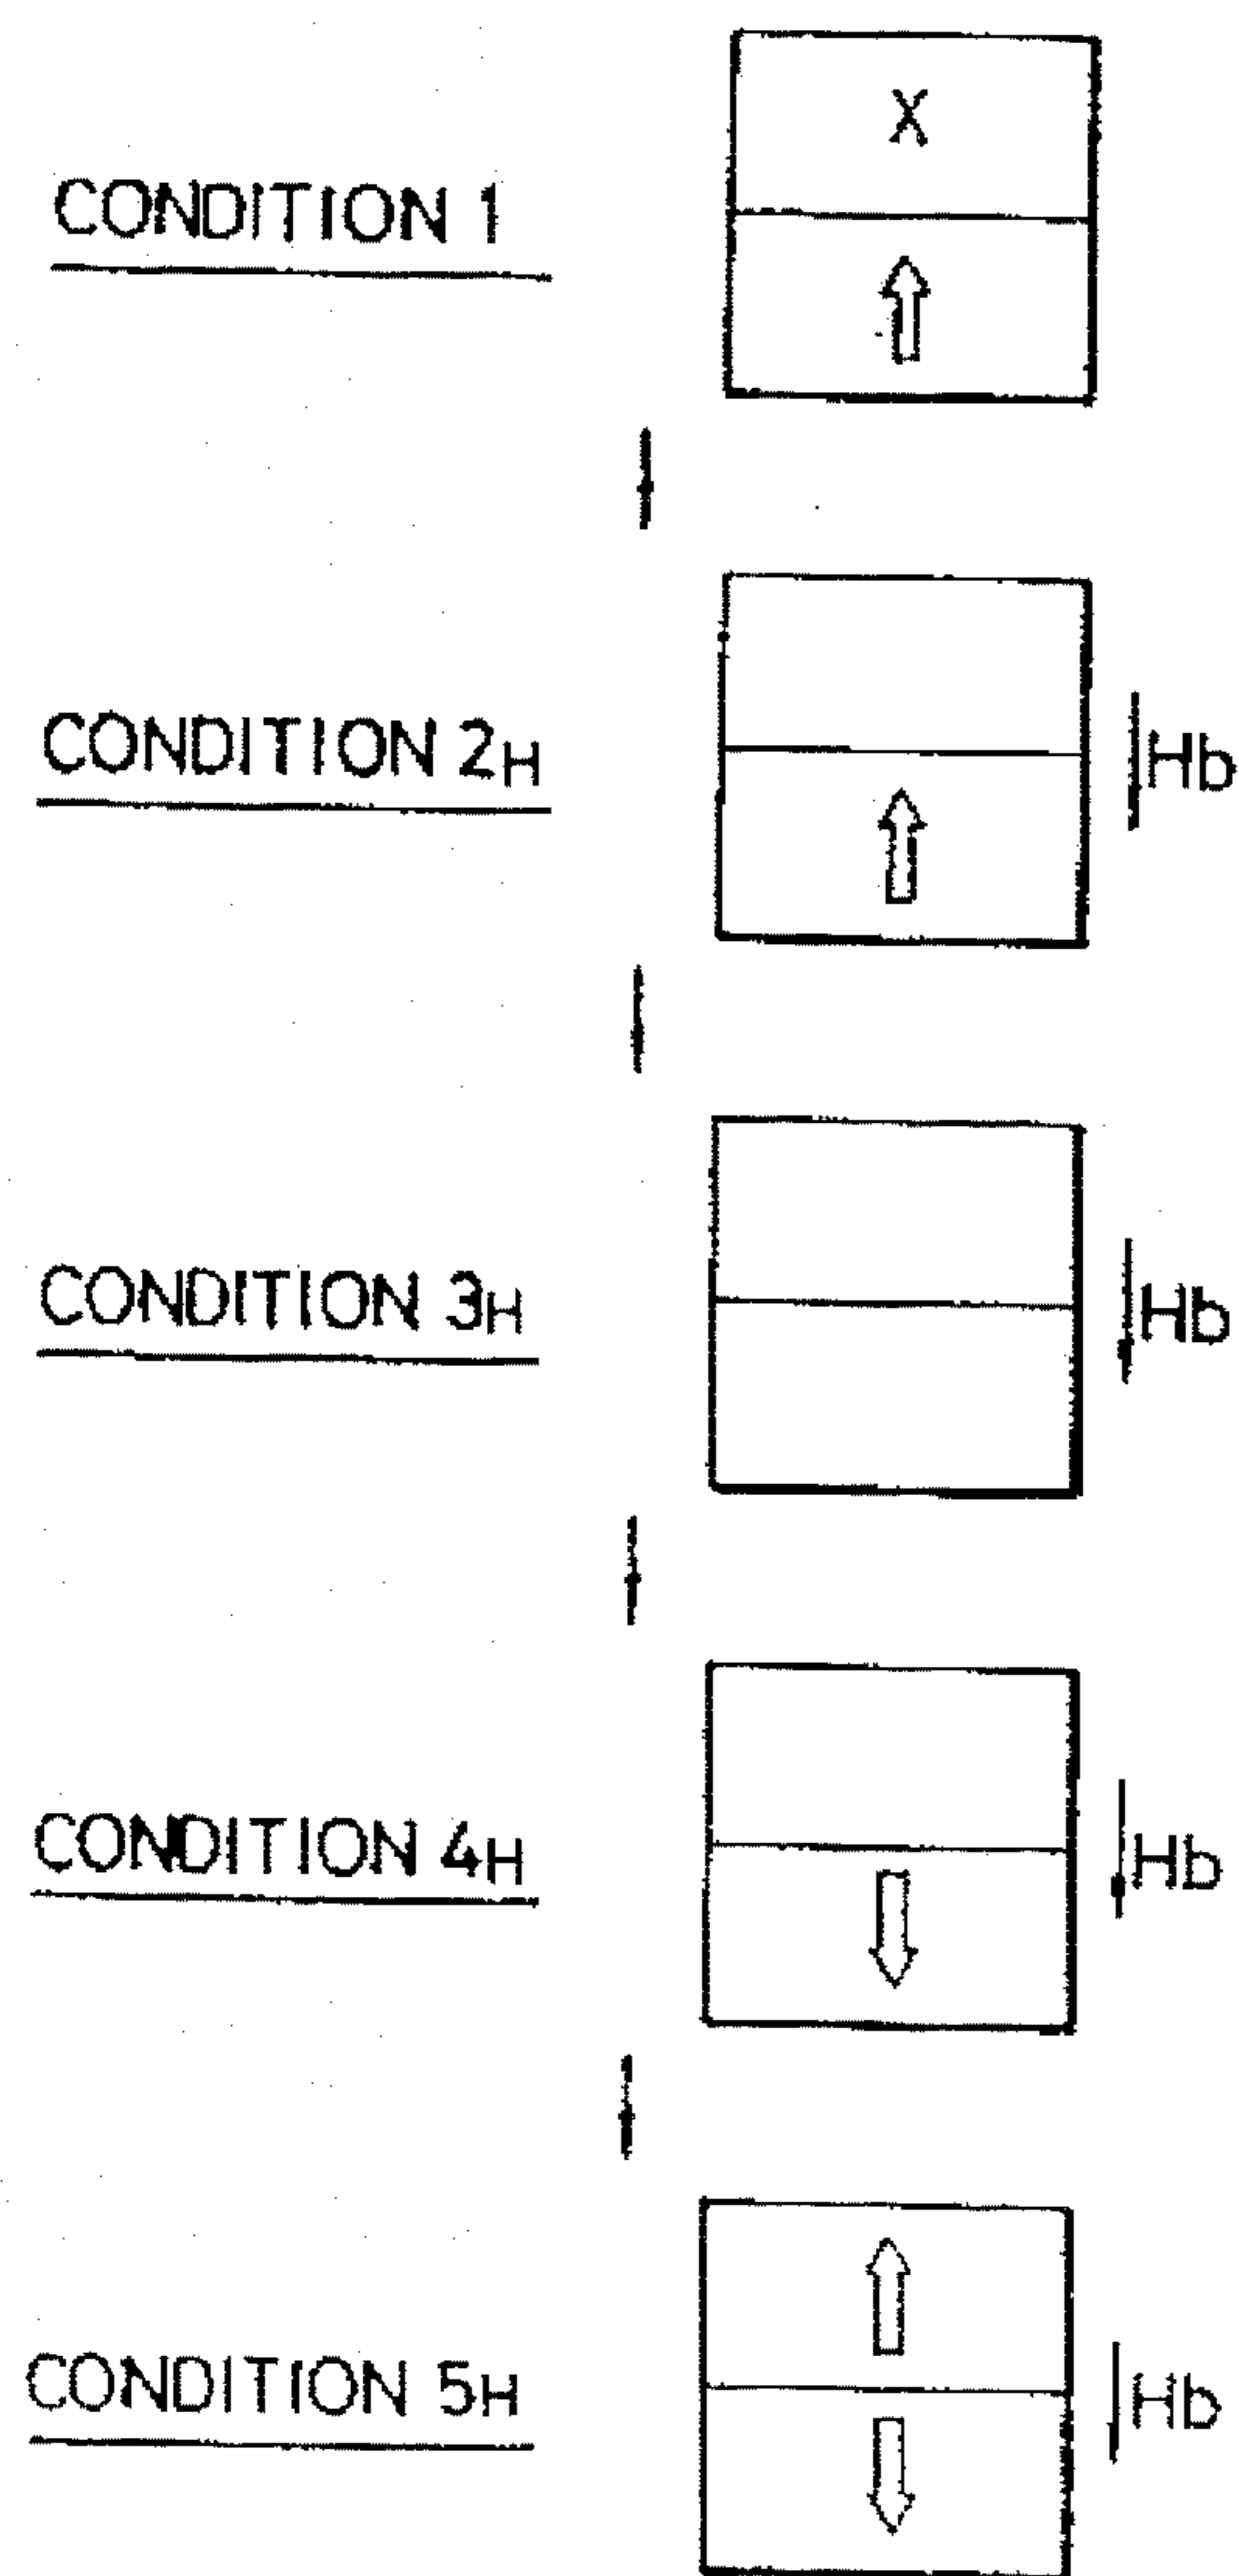 X
CONDITION 1
CONDITION 2H Hb
CONDITION 3H Hb
CONDITION 4H Hb
CONDITION 5H Hb